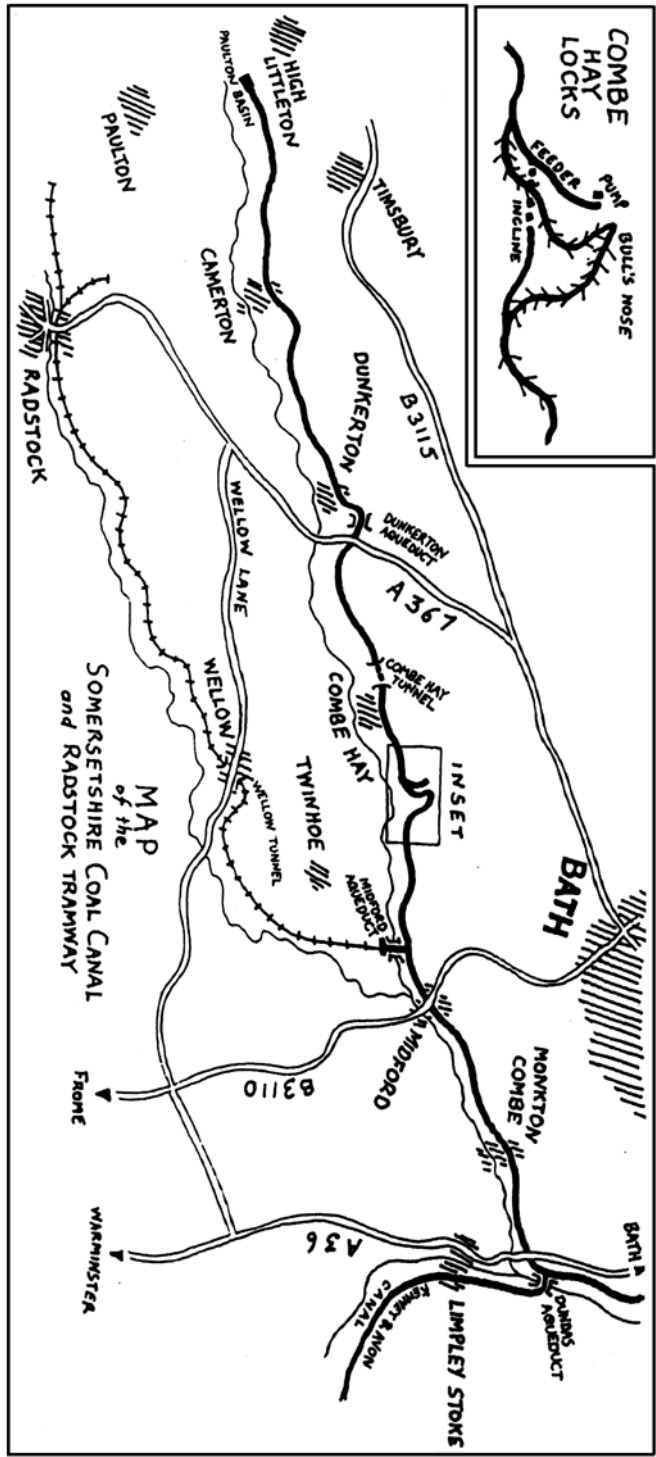 COMBE
HAY
LOCKS
FEEDER
PUMP
INCLINE
BULL'S NOSE
HIGH
LITTLETON
PAULTON BASIN
PAULTON
TIMSBURY
CAMERTON
RADSTOCK
DUNKERTON
B3115
DUNKERTON
AQUEDUCT
WELLOW LANE
A367
COMBE HAY
TUNNEL
COMBE HAY
WELLOW
WELLOW TUNNEL
TWINHOE
INSET
MIDFORD
AQUEDUCT
BATH
MIDFORD
MONKTON
COMBE
B3110
FROME
A36
WARMINSTER
BATH
DUNDAS
AQUEDUCT
LIMPLEY STOKE
KENNET & AVON
CANAL
MAP
of the
SOMERSETSHIRE COAL CANAL
and RADSTOCK TRAMWAY